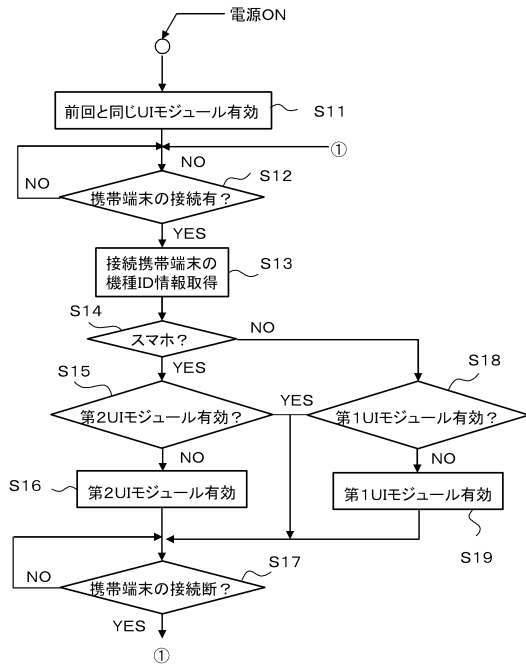 電源ON
前回と同じUIモジュール有効
S11
①
NO
S12
NO
携帯端末の接続有？
YES
接続携帯端末の
機種ID情報取得
S13
S14
スマホ？
NO
YES
S15
S18
第2UIモジュール有効？
YES
第1UIモジュール有効？
NO
NO
S16
第2UIモジュール有効
第1UIモジュール有効
S19
S17
NO
携帯端末の接続断？
YES
①